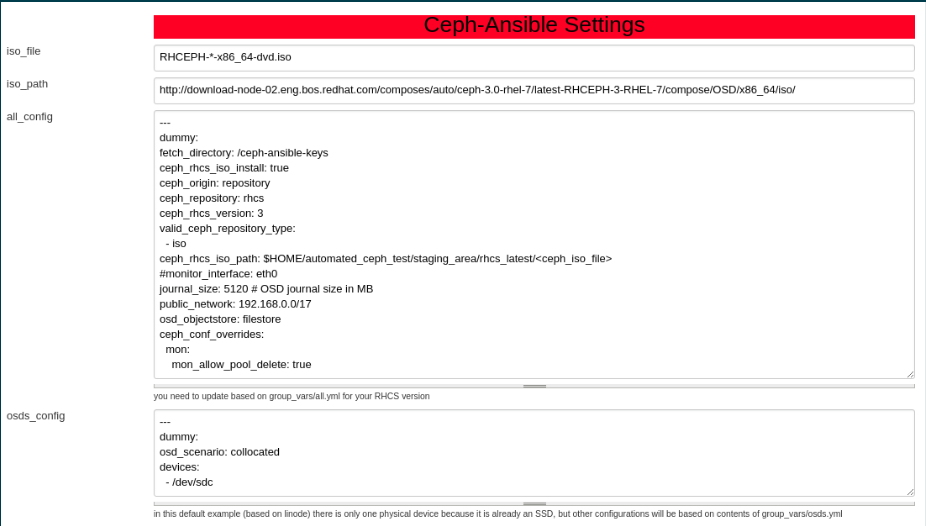 Ceph-Ansible Settings
iso_file
RHCEPH-*-x86_64-dvd.iso
iso_path
http://download-node-02.eng.bos.redhat.com/composes/auto/ceph-3.0-rhel-7/latest-RHCEPH-3-RHEL-7/compose/OSD/x86_64/iso/
all_config
---
dummy:
fetch_directory: /ceph-ansible-keys
ceph_rhcs_iso_install: true
ceph_origin: repository
ceph_repository: rhcs
ceph_rhcs_version: 3
valid_ceph_repository_type:
  - iso
ceph_rhcs_iso_path: $HOME/automated_ceph_test/staging_area/rhcs_latest/<ceph_iso_file>
#monitor_interface: eth0
journal_size: 5120 # OSD journal size in MB
public_network: 192.168.0.0/17
osd_objectstore: filestore
ceph_conf_overrides:
  mon:
    mon_allow_pool_delete: true
you need to update based on group_vars/all.yml for your RHCS version
osds_config
---
dummy:
osd_scenario: collocated
devices:
  - /dev/sdc
in this default example (based on linode) there is only one physical device because it is already an SSD, but other configurations will be based on contents of group_vars/osds.yml